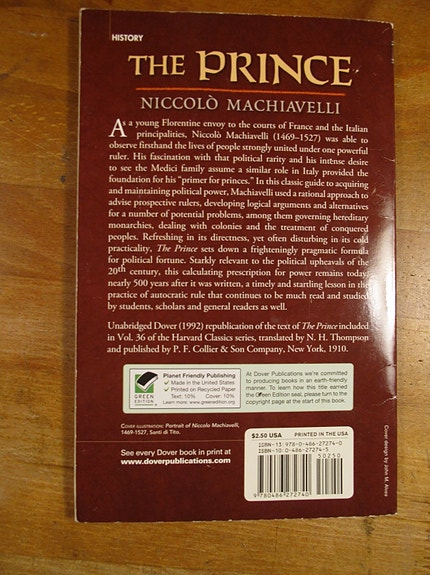 HISTORY
THE PRINCE
NICCOLÒ MACHIAVELLI
As a young Florentine envoy to the courts of France and the Italian
principalities, Niccolò Machiavelli (1469–1527) was able to
observe firsthand the lives of people strongly united under one powerful
ruler. His fascination with that political rarity and his intense desire
to see the Medici family assume a similar role in Italy provided the
foundation for his "primer for princes." In this classic guide to acquiring
and maintaining political power, Machiavelli used a rational approach to
advise prospective rulers, developing logical arguments and alternatives
for a number of potential problems, among them governing hereditary
monarchies, dealing with colonies and the treatment of conquered
peoples. Refreshing in its directness, yet often disturbing in its cold
practicality, The Prince sets down a frighteningly pragmatic formula
for political fortune. Starkly relevant to the political upheavals of the
20th century, this calculating prescription for power remains today,
nearly 500 years after it was written, a timely and startling lesson in the
practice of autocratic rule that continues to be much read and studied
by students, scholars and general readers as well.
Unabridged Dover (1992) republication of the text of The Prince included
in Vol. 36 of the Harvard Classics series, translated by N. H. Thompson
and published by P. F. Collier & Son Company, New York, 1910.
GREEN EDITION
Planet Friendly Publishing
✓ Made in the United States
✓ Printed on Recycled Paper
Text: 10% Cover: 10%
Learn more: www.greenedition.org
At Dover Publications we're committed
to producing books in an earth-friendly
manner. To learn how this title earned
the Green Edition seal, please turn to the
copyright page at the start of this book.
COVER ILLUSTRATION: Portrait of Niccolo Machiavelli,
1469-1527, Santi di Tito.
See every Dover book in print at
www.doverpublications.com
$2.50 USA PRINTED IN THE USA
ISBN-13: 978-0-486-27274-0
ISBN-10: 0-486-27274-5
50250
9 780486 272740
Cover design by John M. Alves